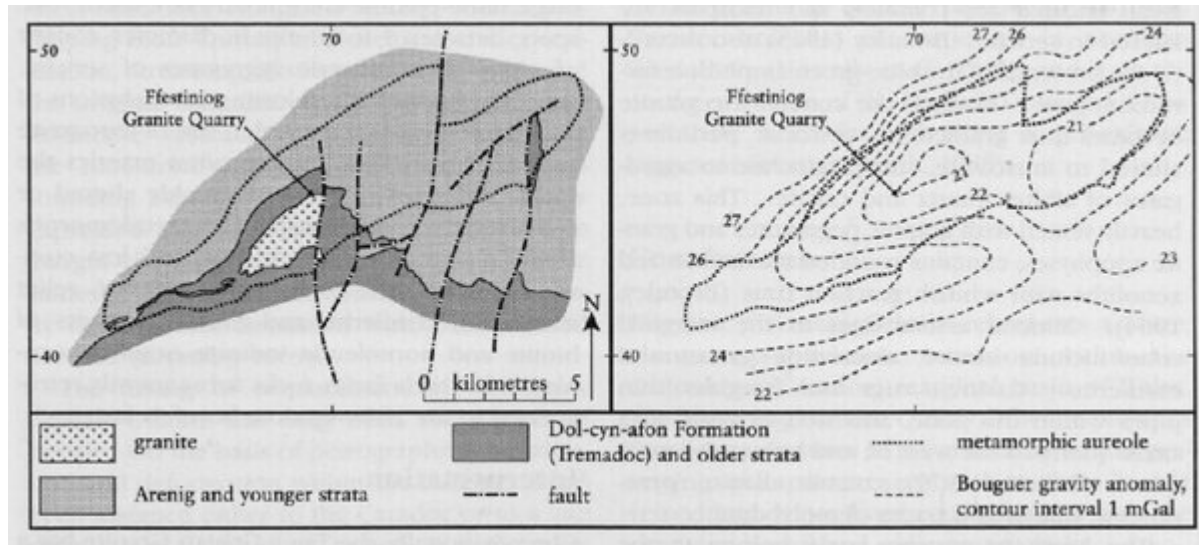 50
70
Ffestiniog
Granite Quarry
40
N
0 kilometres 5
50
70
27 26
24
Ffestiniog
Granite Quarry
21
21
22
27
26
23
24
40
22
granite
Dol-cyn-afon Formation
(Tremadoc) and older strata
metamorphic aureole
Arenig and younger strata
fault
Bouguer gravity anomaly,
contour interval 1 mGal